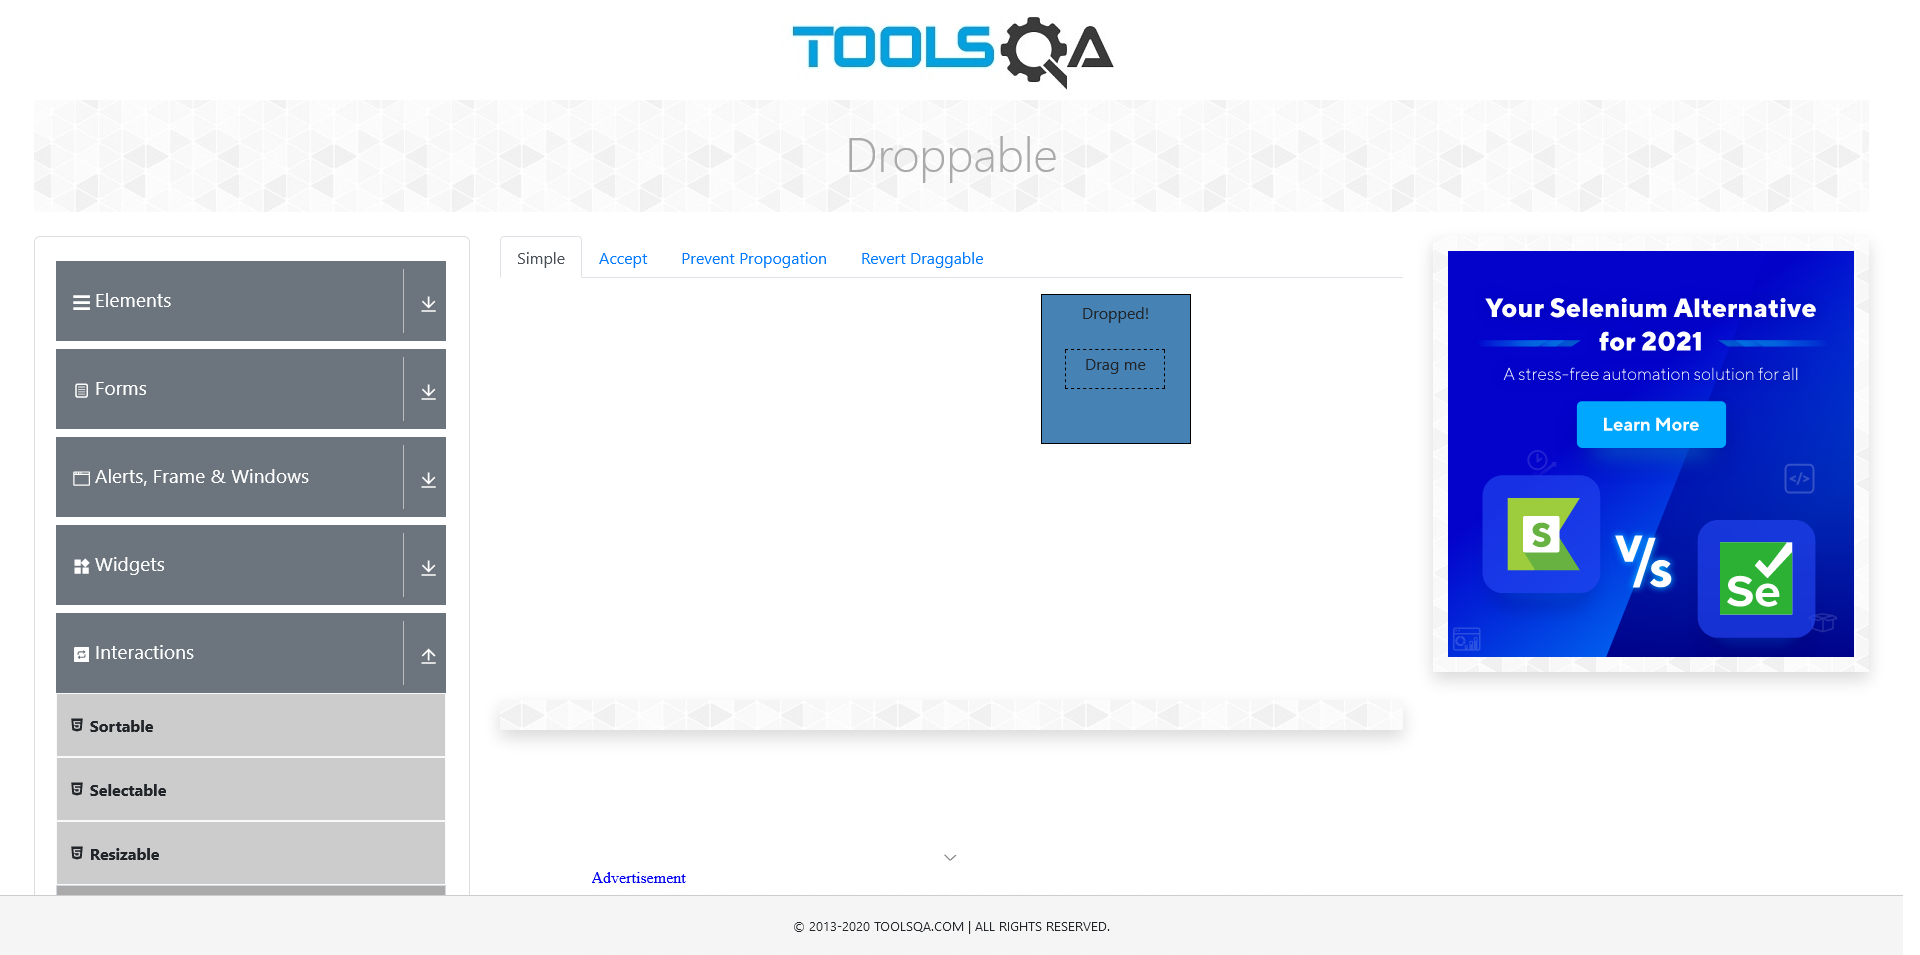 TOOLSQA
Droppable
Elements
Forms
Alerts, Frame & Windows
Widgets
Interactions
Sortable
Selectable
Resizable
Simple
Accept
Prevent Propogation
Revert Draggable
Dropped!
Drag me
Advertisement
Your Selenium Alternative
for 2021
A stress-free automation solution for all
Learn More
</>
S
V/s
Se
© 2013-2020 TOOLSQA.COM | ALL RIGHTS RESERVED.